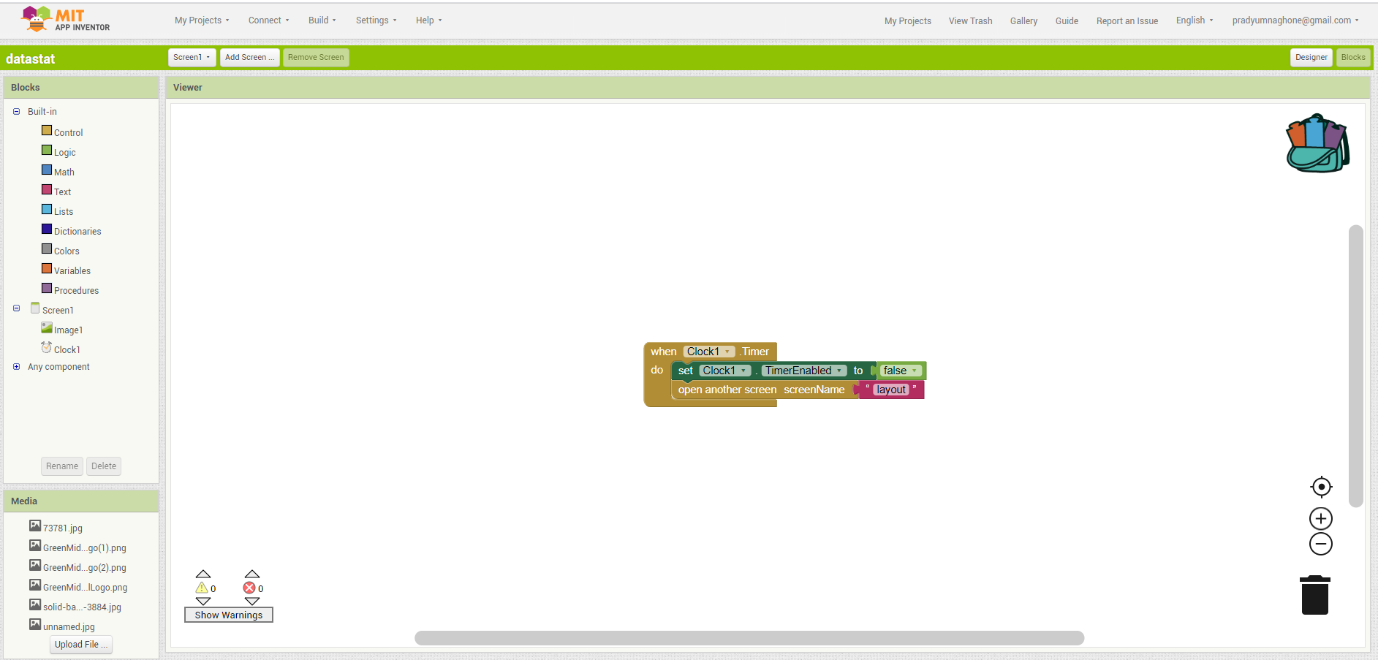 MIT
APP INVENTOR
My Projects Connect Build Settings Help My Projects View Trash Gallery Guide Report an Issue English pradyumnaghone@gmail.com
datastat Screen1 Add Screen ... Remove Screen Designer Blocks
Blocks
Built-in
Control
Logic
Math
Text
Lists
Dictionaries
Colors
Variables
Procedures
Screen1
Image1
Clock1
Any component
Rename Delete
Media
73781.jpg
GreenMid...go(1).png
GreenMid...go(2).png
GreenMid...lLogo.png
solid-ba...-3884.jpg
unnamed.jpg
Upload File ...
Viewer
when Clock1 .Timer
do set Clock1 . TimerEnabled to false
open another screen screenName " layout "
0 0
Show Warnings